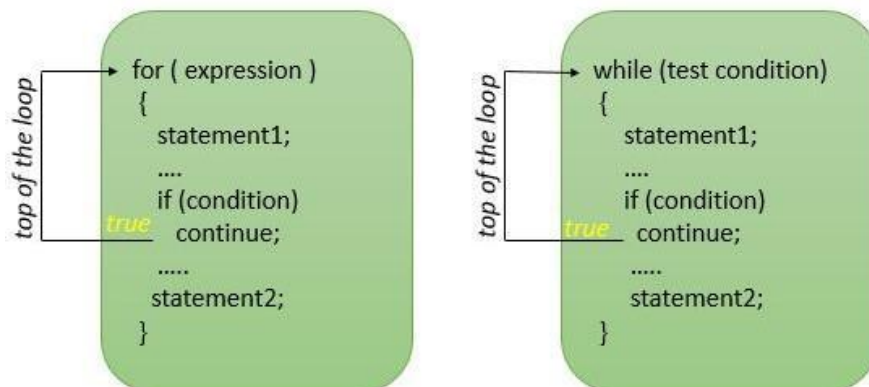 top of the loop
for ( expression )
{
statement1;
....
if (condition)
true
continue;
.....
statement2;
}
top of the loop
while (test condition)
{
statement1;
....
if (condition)
true
continue;
.....
statement2;
}